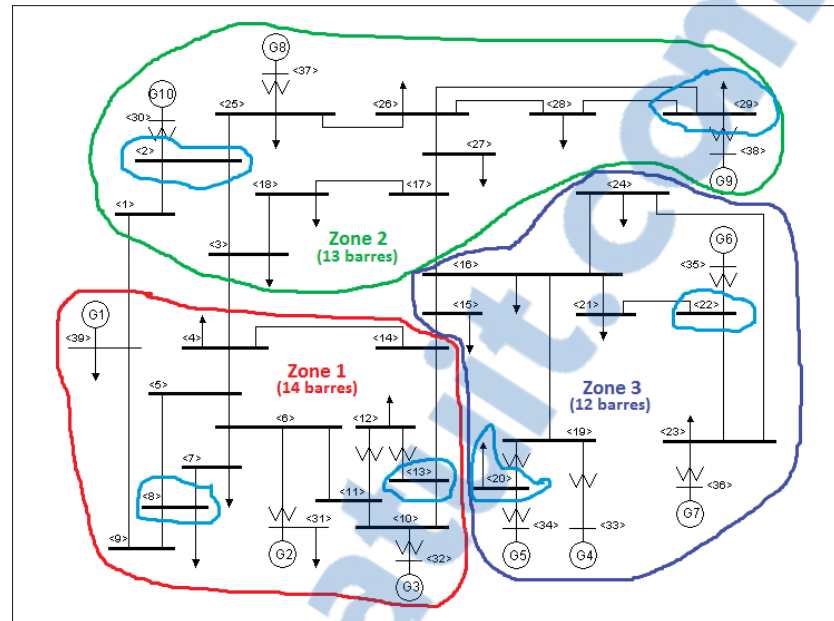 G8
<37>
G10
<30>
<25>
<26>
<28>
<29>
<2>
<27>
<38>
G9
<18>
<17>
<24>
<1>
<3>
Zone 2
(13 barres)
<16>
G6
<35>
<15>
<21>
<22>
G1
<39>
<4>
<14>
Zone 1
(14 barres)
Zone 3
(12 barres)
<5>
<6>
<12>
<19>
<23>
<7>
<13>
<8>
<11>
<20>
<10>
<31>
<9>
G2
<32>
G3
<34>
<33>
<36>
G5
G4
G7
atuit.com